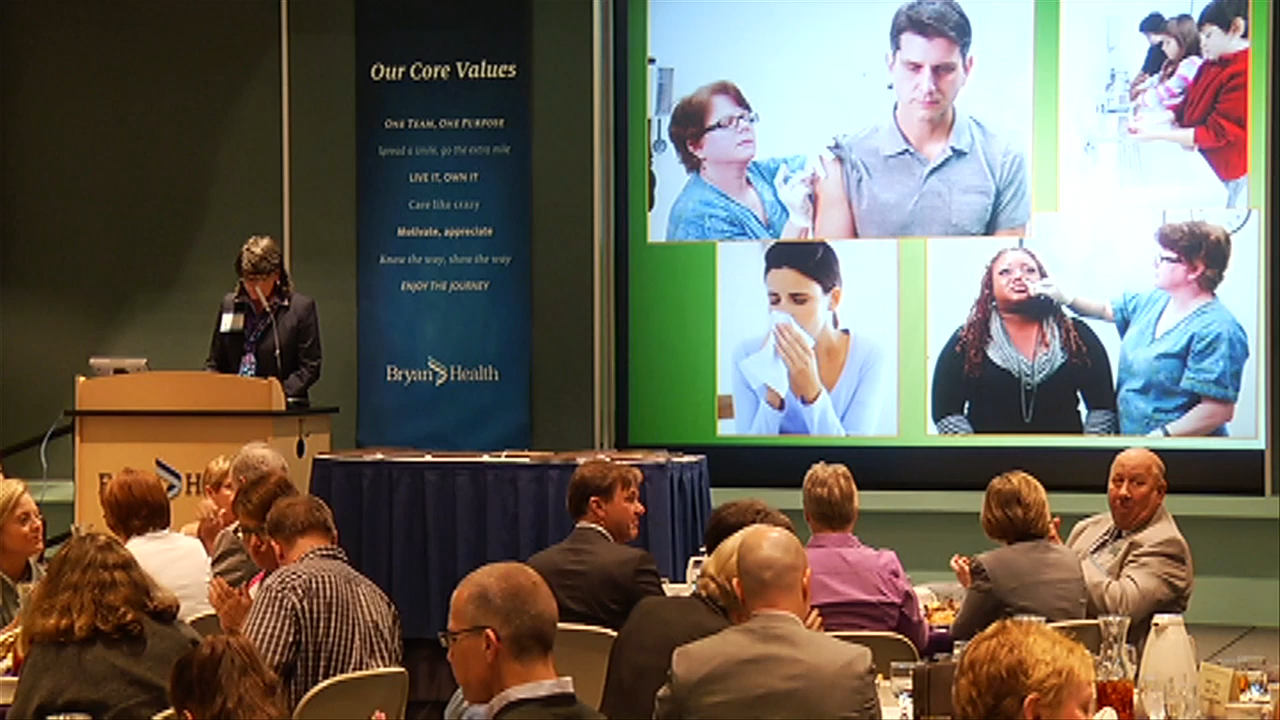 Our Core Values
ONE TEAM, ONE PURPOSE
Spread a smile, go the extra mile
LIVE IT, OWN IT
Care like crazy
Motivate, appreciate
Know the way, show the way
ENJOY THE JOURNEY
Bryan Health